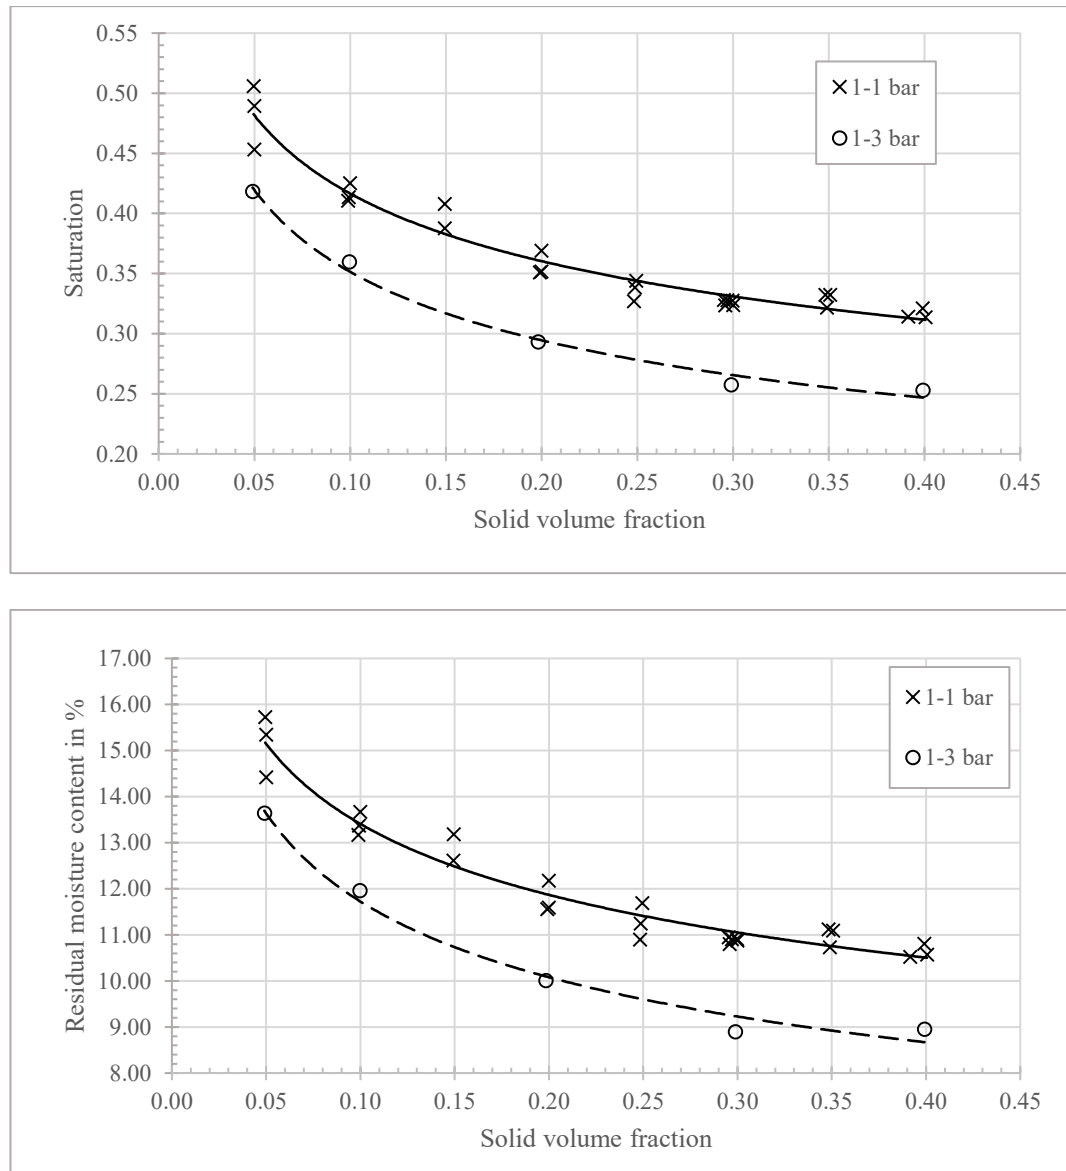 0.55
0.50
0.45
0.40
0.35
0.30
0.25
0.20
Saturation
1-1 bar
1-3 bar
0.00 0.05 0.10 0.15 0.20 0.25 0.30 0.35 0.40 0.45
Solid volume fraction
17.00
16.00
15.00
14.00
13.00
12.00
11.00
10.00
9.00
8.00
Residual moisture content in %
1-1 bar
1-3 bar
0.00 0.05 0.10 0.15 0.20 0.25 0.30 0.35 0.40 0.45
Solid volume fraction